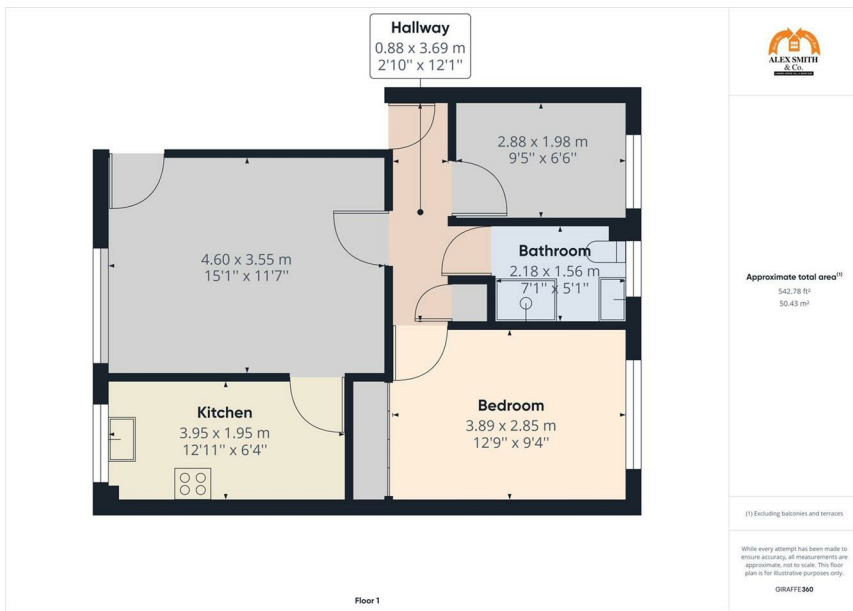 Hallway
0.88 x 3.69 m
2'10" x 12'1"
2.88 x 1.98 m
9'5" x 6'6"
4.60 x 3.55 m
15'1" x 11'7"
Bathroom
2.18 x 1.56 m
7'1" x 5'1"
Kitchen
3.95 x 1.95 m
12'11" x 6'4"
Bedroom
3.89 x 2.85 m
12'9" x 9'4"
Floor 1
ALEX SMITH
& Co.
Approximate total area(1)
542.78 ft²
50.43 m²
(1) Excluding balconies and terraces
While every attempt has been made to
ensure accuracy, all measurements are
approximate, not to scale. This floor
plan is for illustrative purposes only.
GIRAFFE360